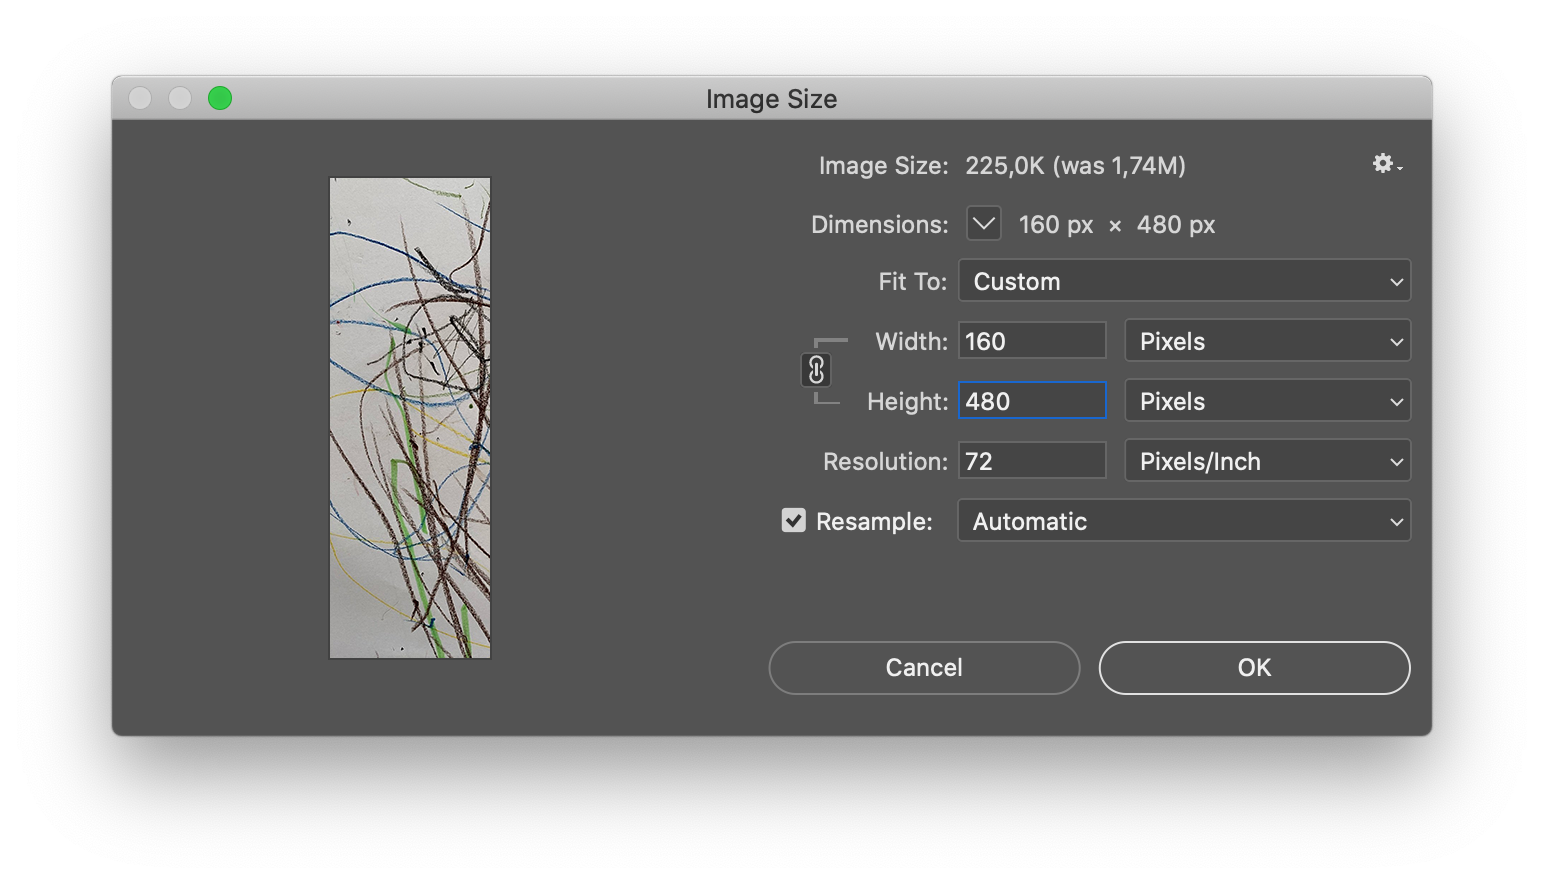 Image Size
Image Size: 225,0K (was 1,74M)
Dimensions: 160 px × 480 px
Fit To: Custom
Width: 160 Pixels
Height: 480 Pixels
Resolution: 72 Pixels/Inch
Resample: Automatic
Cancel OK